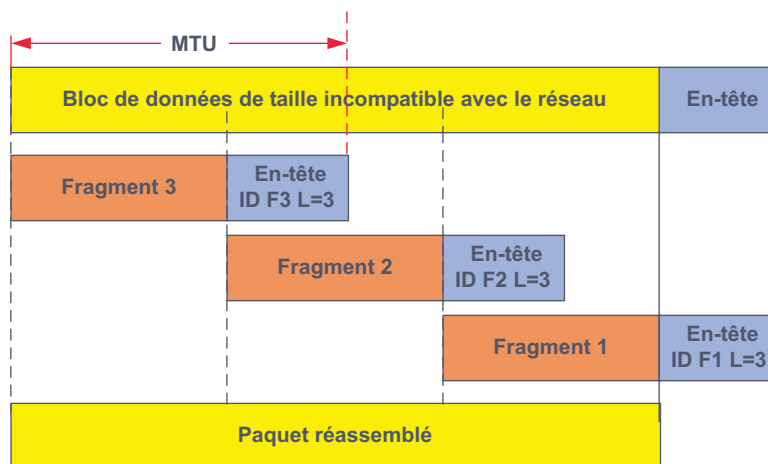 MTU
Bloc de données de taille incompatible avec le réseau
En-tête
Fragment 3
En-tête
ID F3 L=3
Fragment 2
En-tête
ID F2 L=3
Fragment 1
En-tête
ID F1 L=3
Paquet réassemblé